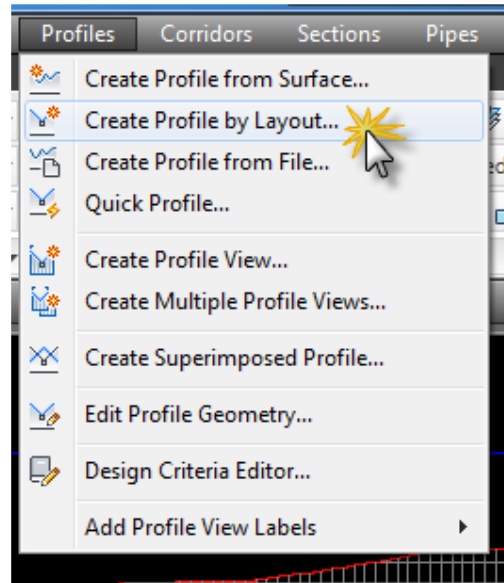 Profiles Corridors Sections Pipes
Create Profile from Surface...
Create Profile by Layout...
Create Profile from File...
Quick Profile...
Create Profile View...
Create Multiple Profile Views...
Create Superimposed Profile...
Edit Profile Geometry...
Design Criteria Editor...
Add Profile View Labels